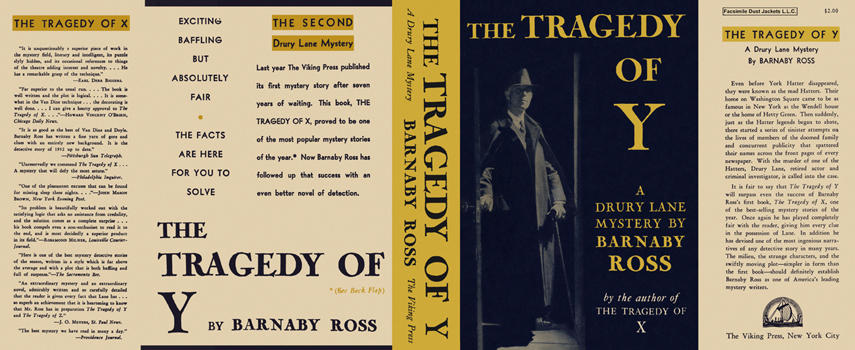 THE TRAGEDY OF X
"It is unquestionably a superior piece of work in
the mystery field, literary and intelligent, its puzzle
dyly hidden, and its occasional references to things
of the theatre adding interest and novelty. . . . He
has a remarkable grasp of the technique."
—EARL DERR BIGGERS.
"Far superior to the usual run. . . . The book is
well written and the plot is logical. . . . It is some-
what in the Van Dine technique . . . the decorating is
well done. . . . I can give a hearty approval to The
Tragedy of X. . . ."—HOWARD VINCENT O'BRIEN,
Chicago Daily News.
"It is as good as the best of Van Dine and Doyle.
Barnaby Ross has written a first yarn of guts and
class with an entirely new background. It is the
detective story of 1932 up to date."
—Pittsburgh Sun Telegraph.
"Unreservedly we commend The Tragedy of X . . .
A mystery that will defy the most astute."
—Philadelphia Inquirer.
"One of the pleasantest excuses that can be found
for missing sleep these nights. . . ."—JOHN MASON
BROWN, New York Evening Post.
"Its problem is beautifully worked out with the
satisfying logic that asks no assistance from credulity,
and the solution comes as a complete surprise . . .
his book compels even a non-enthusiast to read it to
the end, and is most decidedly a superior product
in its field."—ROSAMOND MILNER, Louisville Courier-
Journal.
"Here is one of the best mystery detective stories
of the season, written in a style which is far above
the average and with a plot that is both baffling and
full of suspense."—The Sacramento Bee.
"An extraordinary mystery and an extraordinary
novel, admirably written and so carefully detailed
that the reader is given every fact that Lane has . . .
so superb an achievement that it is heartening to know
that Mr. Ross has in preparation The Tragedy of Y
and The Tragedy of Z."
—J. O. MEYERS, St. Paul News.
"The best mystery we have read in many a day."
—Providence Journal.
EXCITING
BAFFLING
BUT
ABSOLUTELY
FAIR
THE FACTS
ARE HERE
FOR YOU TO
SOLVE
THE SECOND
Drury Lane Mystery
Last year The Viking Press published
its first mystery story after seven
years of waiting. This book, THE
TRAGEDY OF X, proved to be one
of the most popular mystery stories
of the year.* Now Barnaby Ross has
followed up that success with an
even better novel of detection.
THE
TRAGEDY OF
Y BY BARNABY ROSS
* (See Back Flap)
THE TRAGEDY OF Y
A Drury Lane Mystery BARNABY ROSS The Viking Press
THE TRAGEDY
OF
Y
A
DRURY LANE
MYSTERY BY
BARNABY
ROSS
by the author of
THE TRAGEDY OF
X
Facsimile Dust Jackets L.L.C.
$2.00
THE TRAGEDY OF Y
A Drury Lane Mystery
By BARNABY ROSS
Even before York Hatter disappeared,
they were known as the mad Hatters. Their
home on Washington Square came to be as
famous in New York as the Wendell house
or the home of Hetty Green. Then suddenly,
just as the Hatter legends began to abate,
there started a series of sinister attempts on
the lives of members of the doomed family
and concurrent publicity that spattered
their names across the front pages of every
newspaper. With the murder of one of the
Hatters, Drury Lane, retired actor and
criminal investigator, is called into the case.
It is fair to say that The Tragedy of Y
will surpass even the success of Barnaby
Ross's first book, The Tragedy of X, one
of the best-selling mystery stories of the
year. Once again he has played completely
fair with the reader, giving him every clue
in the possession of Lane. In addition he
has devised one of the most ingenious narra-
tives of any detective story in many years.
The milieu, the strange characters, and the
swiftly moving plot—simpler in form than
the first book—should definitely establish
Barnaby Ross as one of America's leading
mystery writers.
The Viking Press, New York City